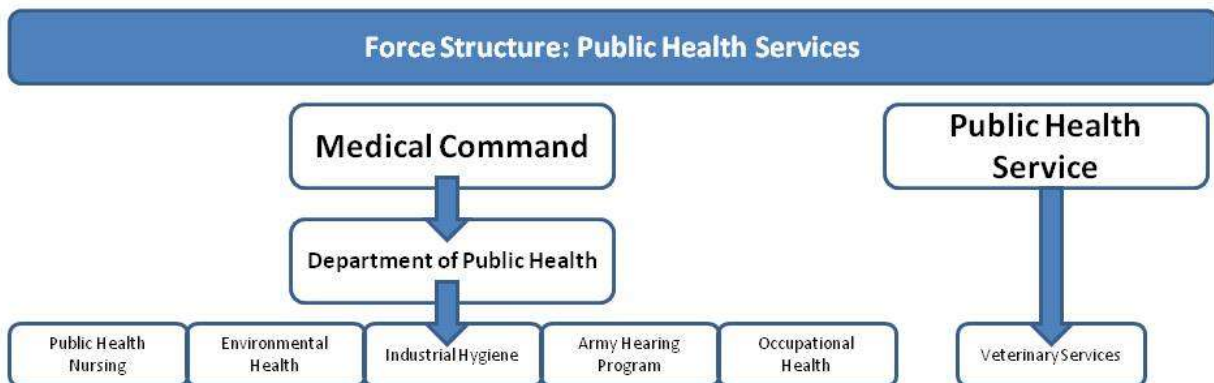 Force Structure: Public Health Services
Medical Command
Public Health
Service
Department of Public Health
Public Health
Nursing
Environmental
Health
Industrial Hygiene
Army Hearing
Program
Occupational
Health
Veterinary Services